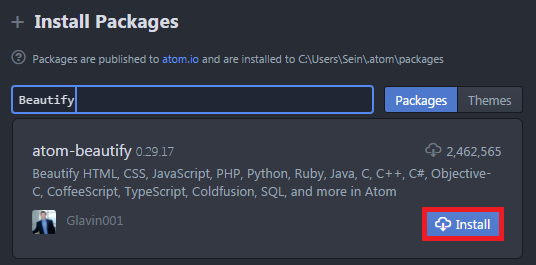 Install Packages
Packages are published to atom.io and are installed to C:\Users\Sein\.atom\packages
Beautify
Packages
Themes
atom-beautify 0.29.17
2,462,565
Beautify HTML, CSS, JavaScript, PHP, Python, Ruby, Java, C, C++, C#, Objective-
C, CoffeeScript, TypeScript, Coldfusion, SQL, and more in Atom
Glavin001
Install